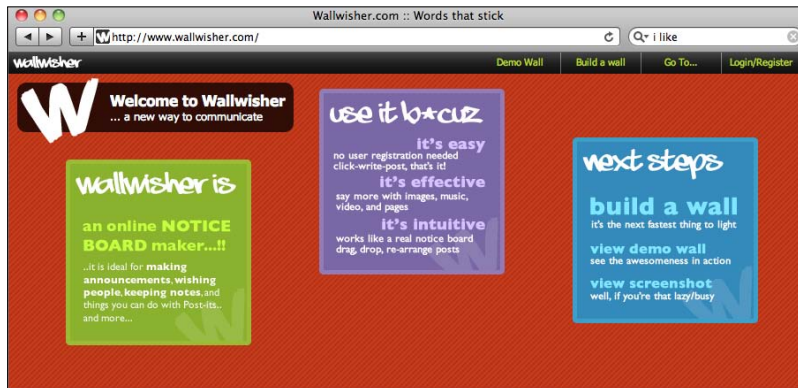 Wallwisher.com :: Words that stick
http://www.wallwisher.com/
i like
wallwisher
Demo Wall
Build a wall
Go To...
Login/Register
Welcome to Wallwisher
... a new way to communicate
wallwisher is
an online NOTICE
BOARD maker...!!
..it is ideal for making
announcements, wishing
people, keeping notes, and
things you can do with Post-its..
and more...
use it b*cuz
it's easy
no user registration needed
click-write-post, that's it!
it's effective
say more with images, music,
video, and pages
it's intuitive
works like a real notice board
drag, drop, re-arrange posts
next steps
build a wall
it's the next fastest thing to light
view demo wall
see the awesomeness in action
view screenshot
well, if you're that lazy/busy